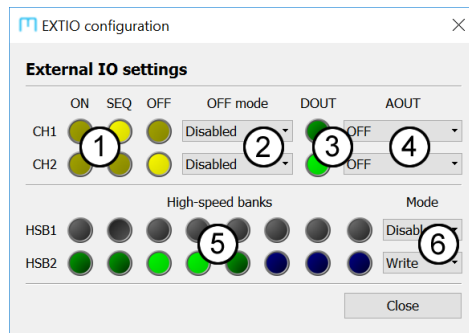 EXTIO configuration
External IO settings
ON SEQ OFF OFF mode DOUT AOUT
CH1 1 Disabled 2 3 OFF 4
CH2 Disabled OFF
High-speed banks Mode
HSB1 5 Disabl 6
HSB2 Write
Close